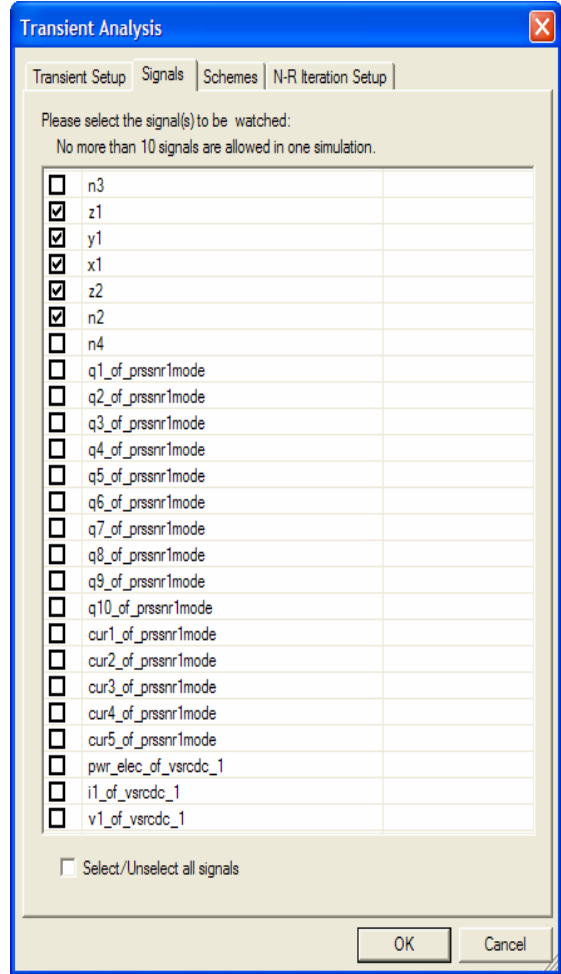 Transient Analysis
Transient Setup Signals Schemes N-R Iteration Setup
Please select the signal(s) to be watched:
No more than 10 signals are allowed in one simulation.
n3
z1
y1
x1
z2
n2
n4
q1_of_prssnr1mode
q2_of_prssnr1mode
q3_of_prssnr1mode
q4_of_prssnr1mode
q5_of_prssnr1mode
q6_of_prssnr1mode
q7_of_prssnr1mode
q8_of_prssnr1mode
q9_of_prssnr1mode
q10_of_prssnr1mode
cur1_of_prssnr1mode
cur2_of_prssnr1mode
cur3_of_prssnr1mode
cur4_of_prssnr1mode
cur5_of_prssnr1mode
pwr_elec_of_vsrcdc_1
i1_of_vsrcdc_1
v1_of_vsrcdc_1
Select/Unselect all signals
OK Cancel